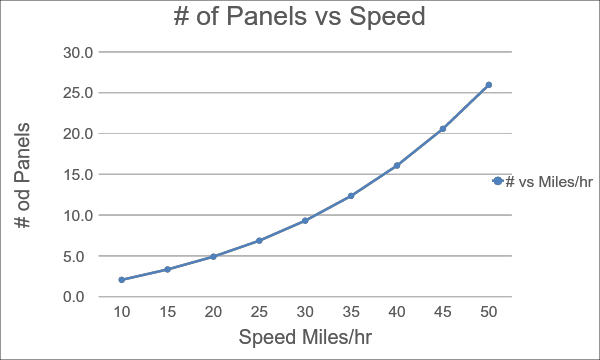 # of Panels vs Speed
30.0
25.0
20.0
15.0
10.0
5.0
0.0
# od Panels
# vs Miles/hr
10 15 20 25 30 35 40 45 50
Speed Miles/hr